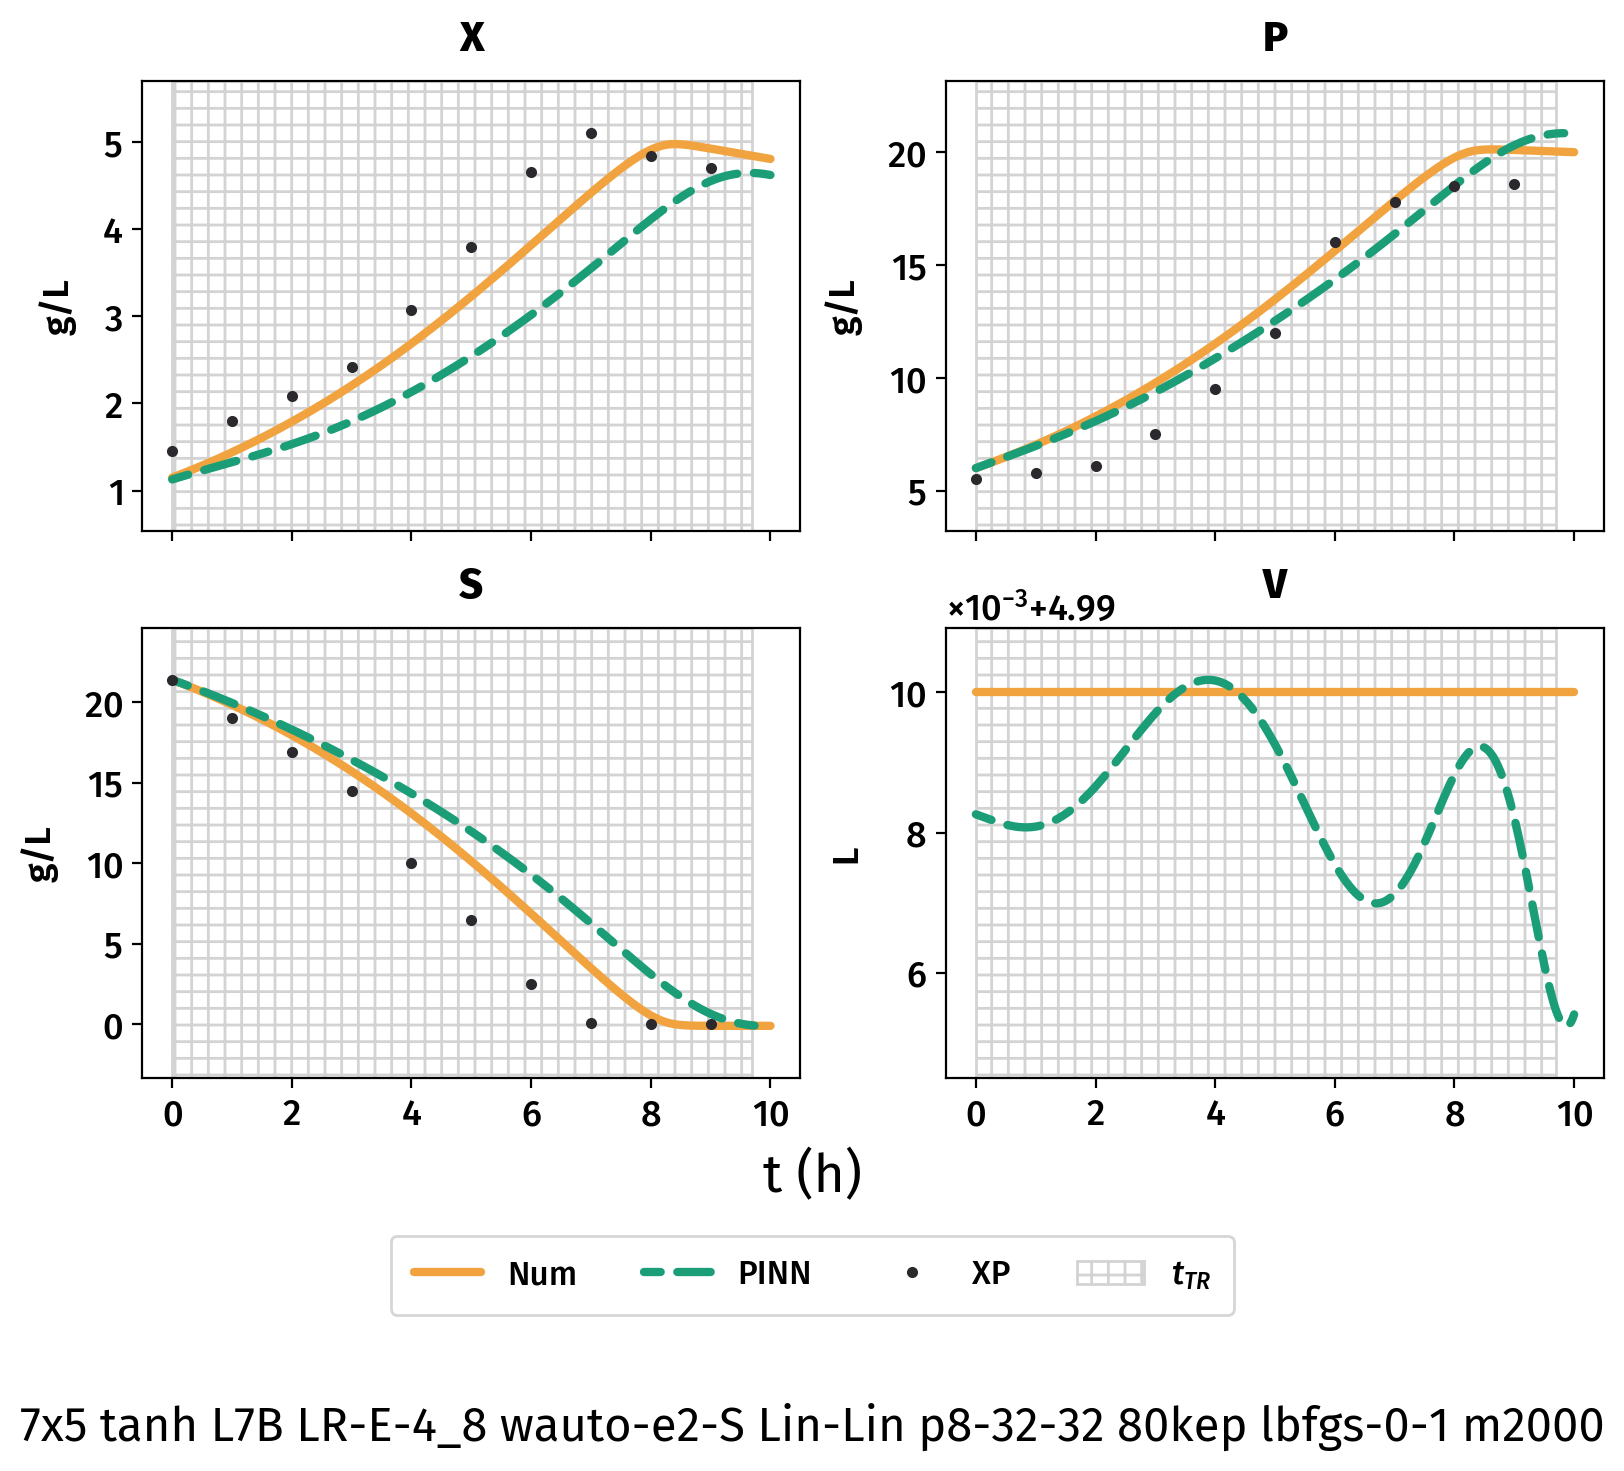 X
P
5
4
3
2
1
g/L
20
15
10
5
g/L
S
V
×10⁻³+4.99
20
15
10
5
0
g/L
10
8
6
L
0 2 4 6 8 10
0 2 4 6 8 10
t (h)
Num PINN XP t_TR
7x5 tanh L7B LR-E-4_8 wauto-e2-S Lin-Lin p8-32-32 80kep lbfgs-0-1 m2000